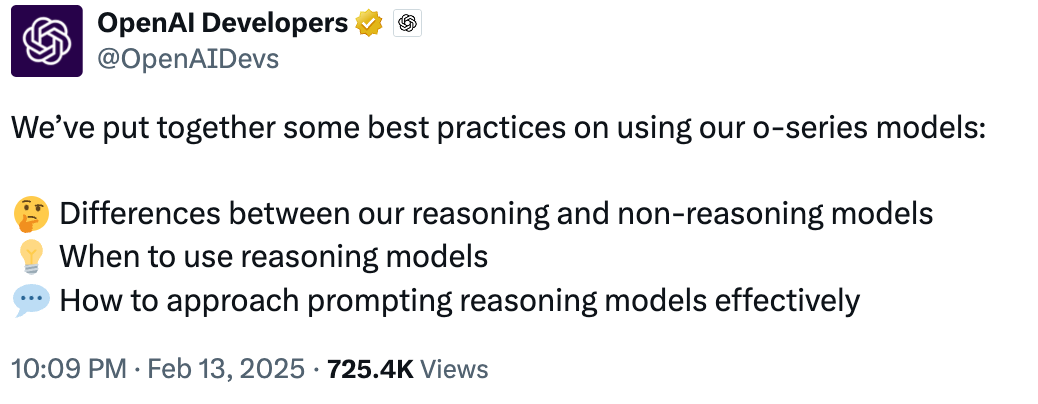 OpenAI Developers
@OpenAIDevs
We’ve put together some best practices on using our o-series models:
🤔 Differences between our reasoning and non-reasoning models
💡 When to use reasoning models
💬 How to approach prompting reasoning models effectively
10:09 PM · Feb 13, 2025 · 725.4K Views